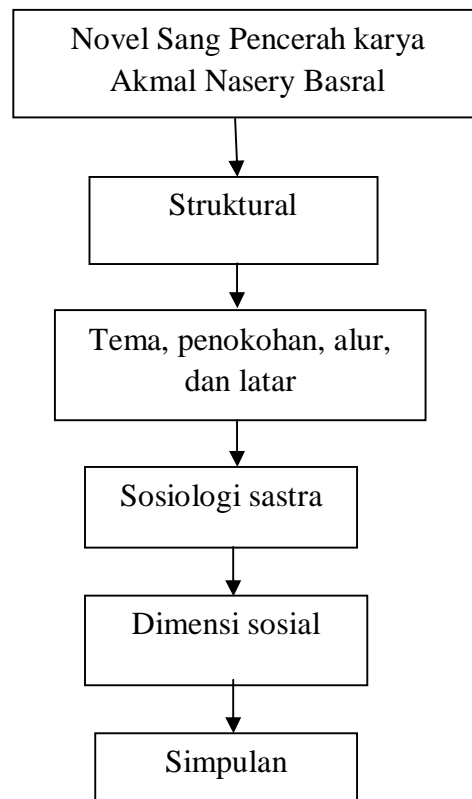 Novel Sang Pencerah karya
Akmal Nasery Basral
Struktural
Tema, penokohan, alur,
dan latar
Sosiologi sastra
Dimensi sosial
Simpulan